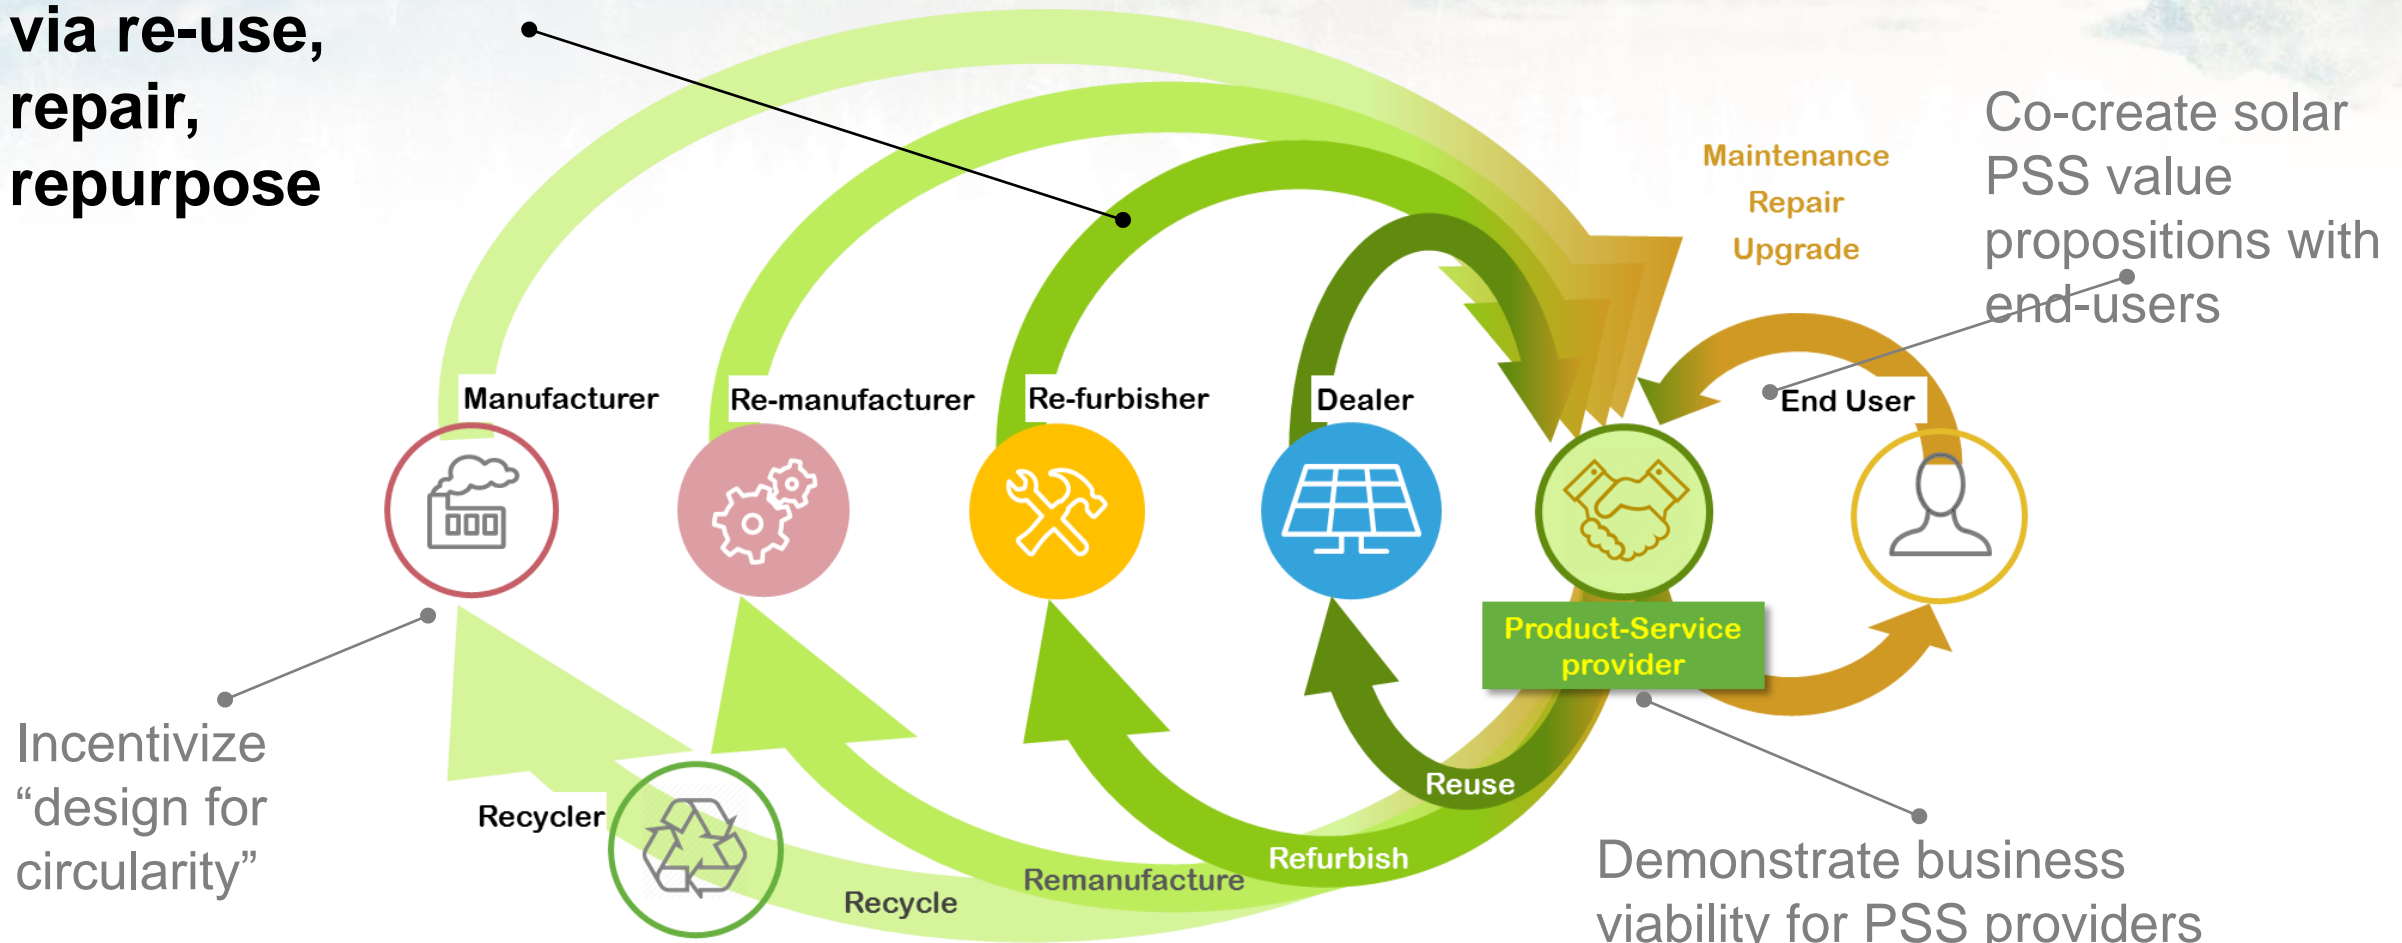 via re-use,
repair,
repurpose
Co-create solar
PSS value
propositions with
end-users
Maintenance
Repair
Upgrade
Manufacturer
Re-manufacturer
Re-furbisher
Dealer
End User
Product-Service
provider
Incentivize
“design for
circularity”
Recycler
Reuse
Refurbish
Remanufacture
Recycle
Demonstrate business
viability for PSS providers